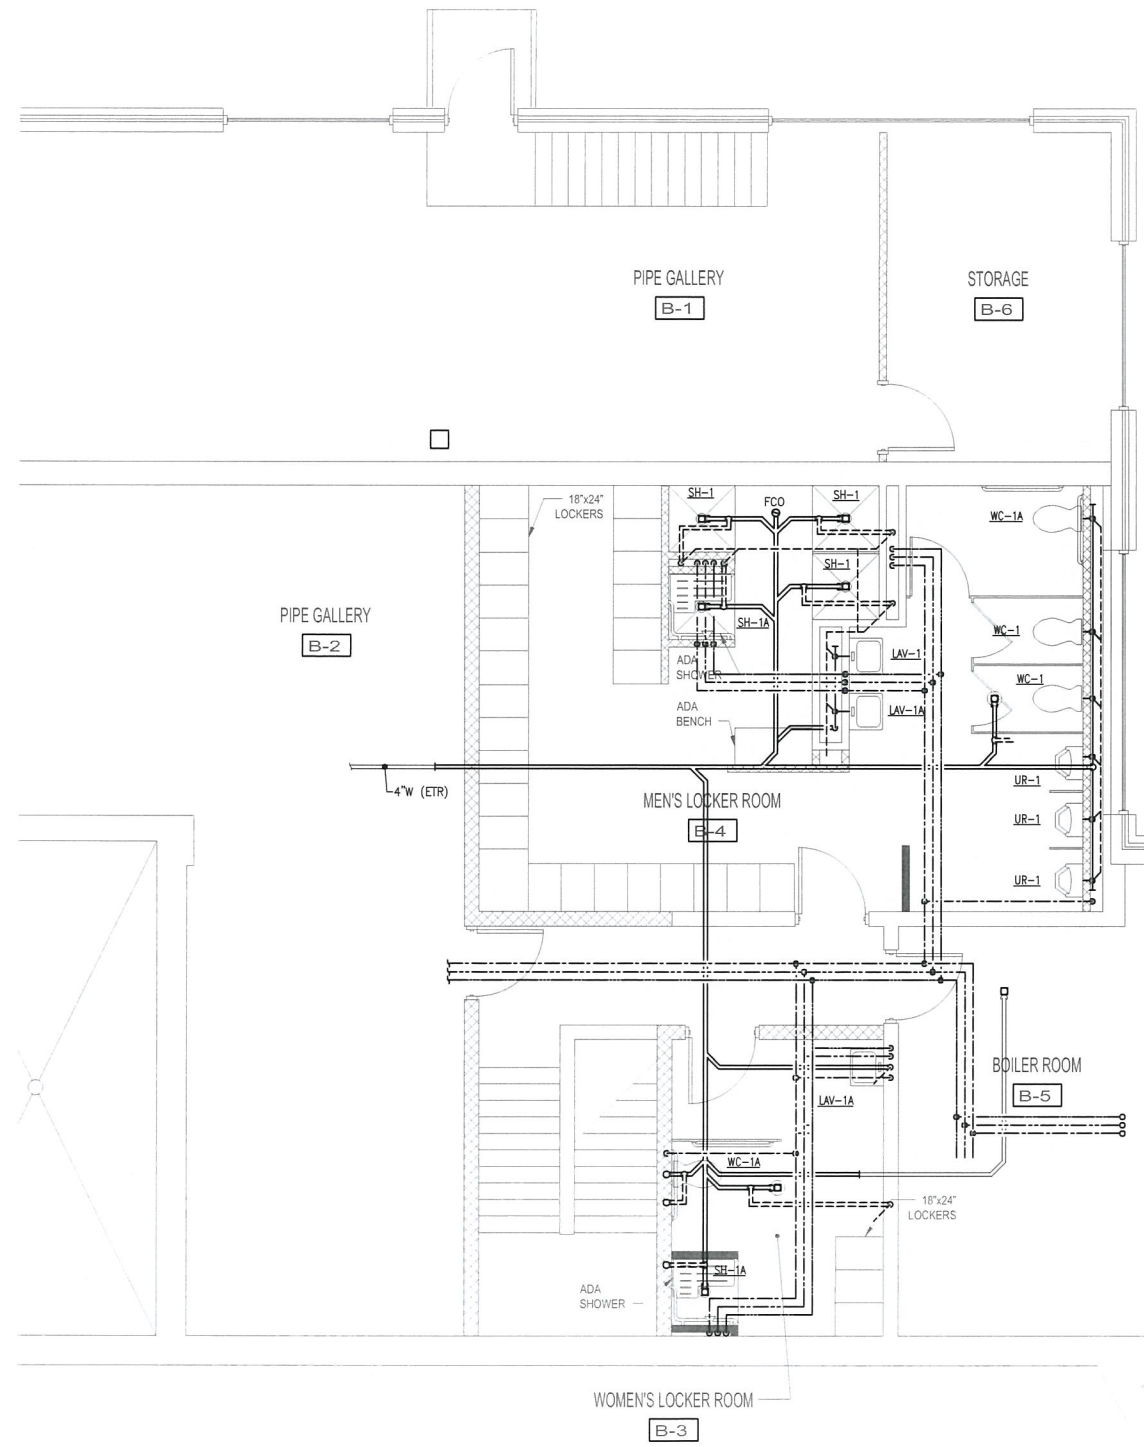 PIPE GALLERY
B-1
STORAGE
B-6
18"x24"
LOCKERS
SH-1
FCO
SH-1
WC-1A
SH-1
PIPE GALLERY
B-2
SH-1A
WC-1
ADA
SHOWER
LAV-1
WC-1
ADA
BENCH
LAV-1A
4"W (ETR)
UR-1
MEN'S LOCKER ROOM
B-4
UR-1
UR-1
BOILER ROOM
B-5
LAV-1A
WC-1A
18"x24"
LOCKERS
SH-1A
ADA
SHOWER
WOMEN'S LOCKER ROOM
B-3